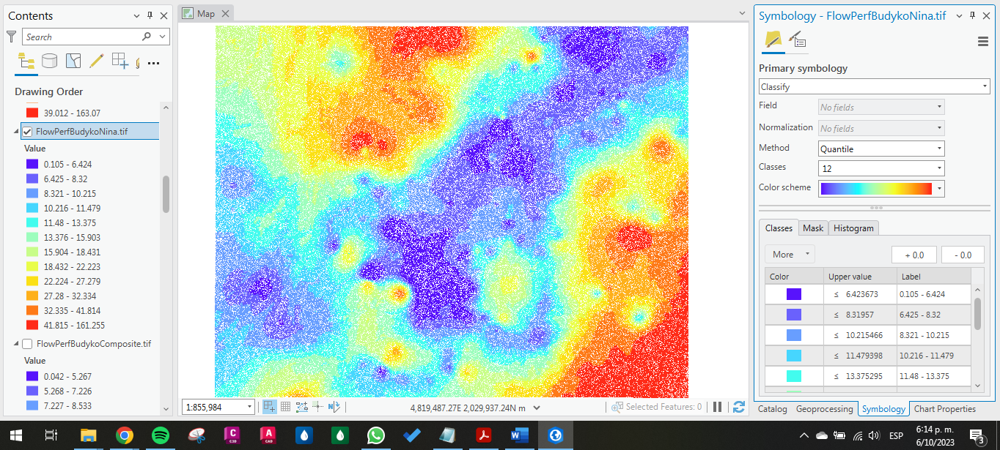 Contents
Search
Drawing Order
39.012 - 163.07
FlowPerfBudykoNina.tif
Value
0.105 - 6.424
6.425 - 8.32
8.321 - 10.215
10.216 - 11.479
11.48 - 13.375
13.376 - 15.903
15.904 - 18.431
18.432 - 22.223
22.224 - 27.279
27.28 - 32.334
32.335 - 41.814
41.815 - 161.255
FlowPerfBudykoComposite.tif
Value
0.042 - 5.267
5.268 - 7.226
7.227 - 8.533
Map
1:855,984
N
4,819,487.27E 2,029,937.24N m
Selected Features: 0
Symbology - FlowPerfBudykoNina.tif
Primary symbology
Classify
Field No fields
Normalization No fields
Method Quantile
Classes 12
Color scheme
Classes Mask Histogram
More + 0.0 - 0.0
Color Upper value Label
≤ 6.423673 0.105 - 6.424
≤ 8.31957 6.425 - 8.32
≤ 10.215466 8.321 - 10.215
≤ 11.479398 10.216 - 11.479
≤ 13.375295 11.48 - 13.375
Catalog Geoprocessing Symbology Chart Properties
C
C3D
A
CAD
W
ESP
6:14 p. m.
6/10/2023
3